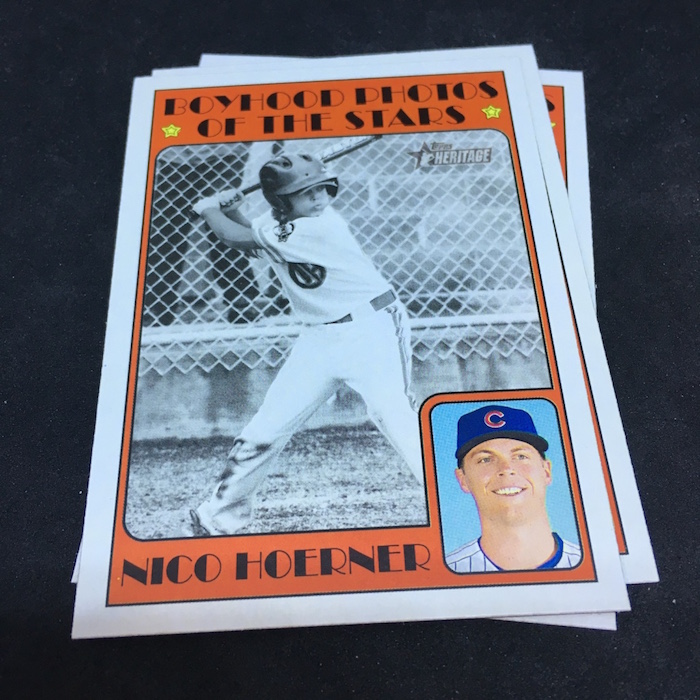 BOYHOOD PHOTOS
OF THE STARS
TOPPS
HERITAGE
C
NICO HOERNER